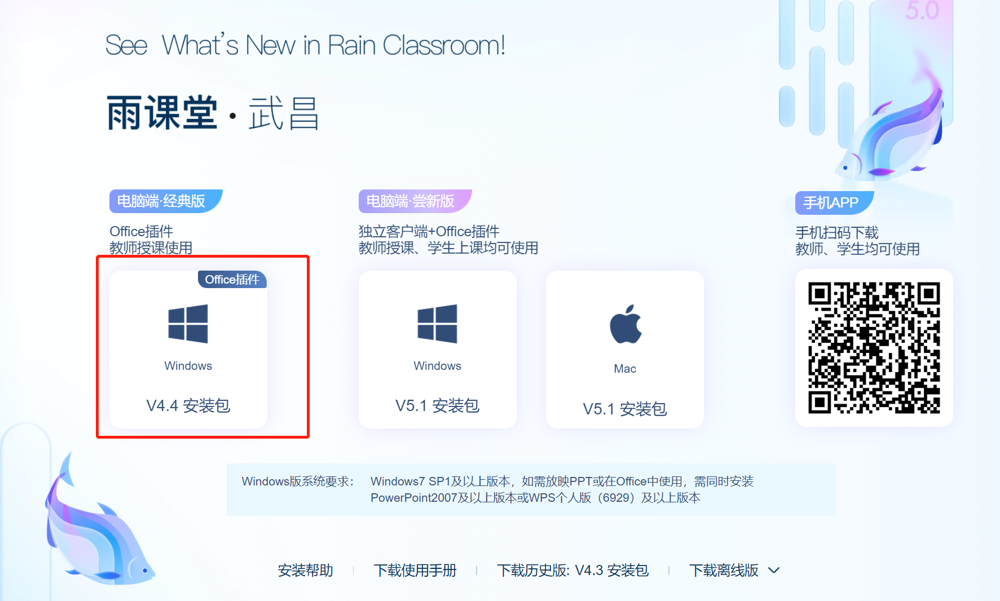 5.0
See What's New in Rain Classroom!
雨课堂·武昌
电脑端·经典版
Office插件
教师授课使用
Office插件
Windows
V4.4 安装包
电脑端·尝新版
独立客户端+Office插件
教师授课、学生上课均可使用
Windows
V5.1 安装包
Mac
V5.1 安装包
手机APP
手机扫码下载
教师、学生均可使用
Windows版系统要求： Windows7 SP1及以上版本，如需放映PPT或在Office中使用，需同时安装
PowerPoint2007及以上版本或WPS个人版（6929）及以上版本
安装帮助 | 下载使用手册 | 下载历史版: V4.3 安装包 | 下载离线版